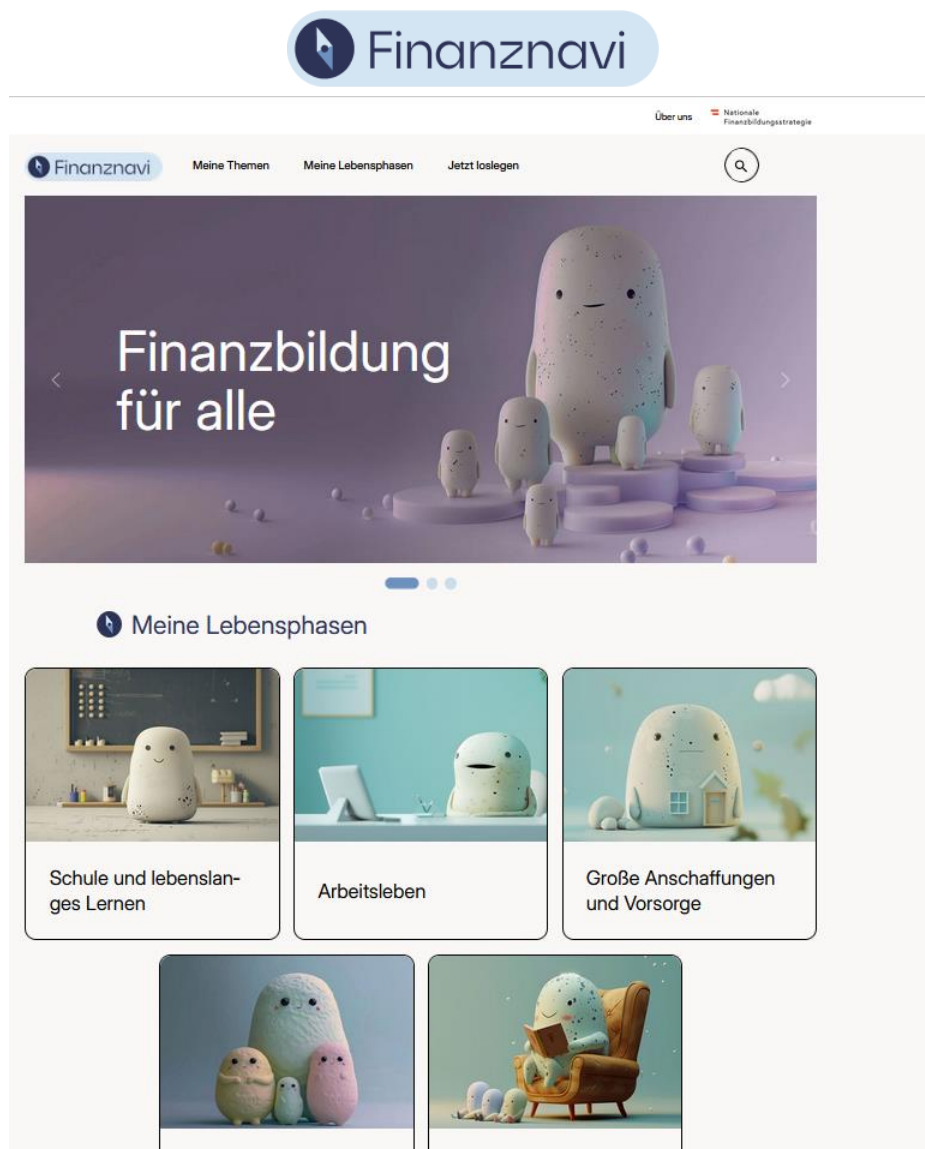 Finanznavi
Über uns
Nationale
Finanzbildungsstrategie
Finanznavi
Meine Themen
Meine Lebensphasen
Jetzt loslegen
Finanzbildung
für alle
Meine Lebensphasen
Schule und lebenslan-
ges Lernen
Arbeitsleben
Große Anschaffungen
und Vorsorge